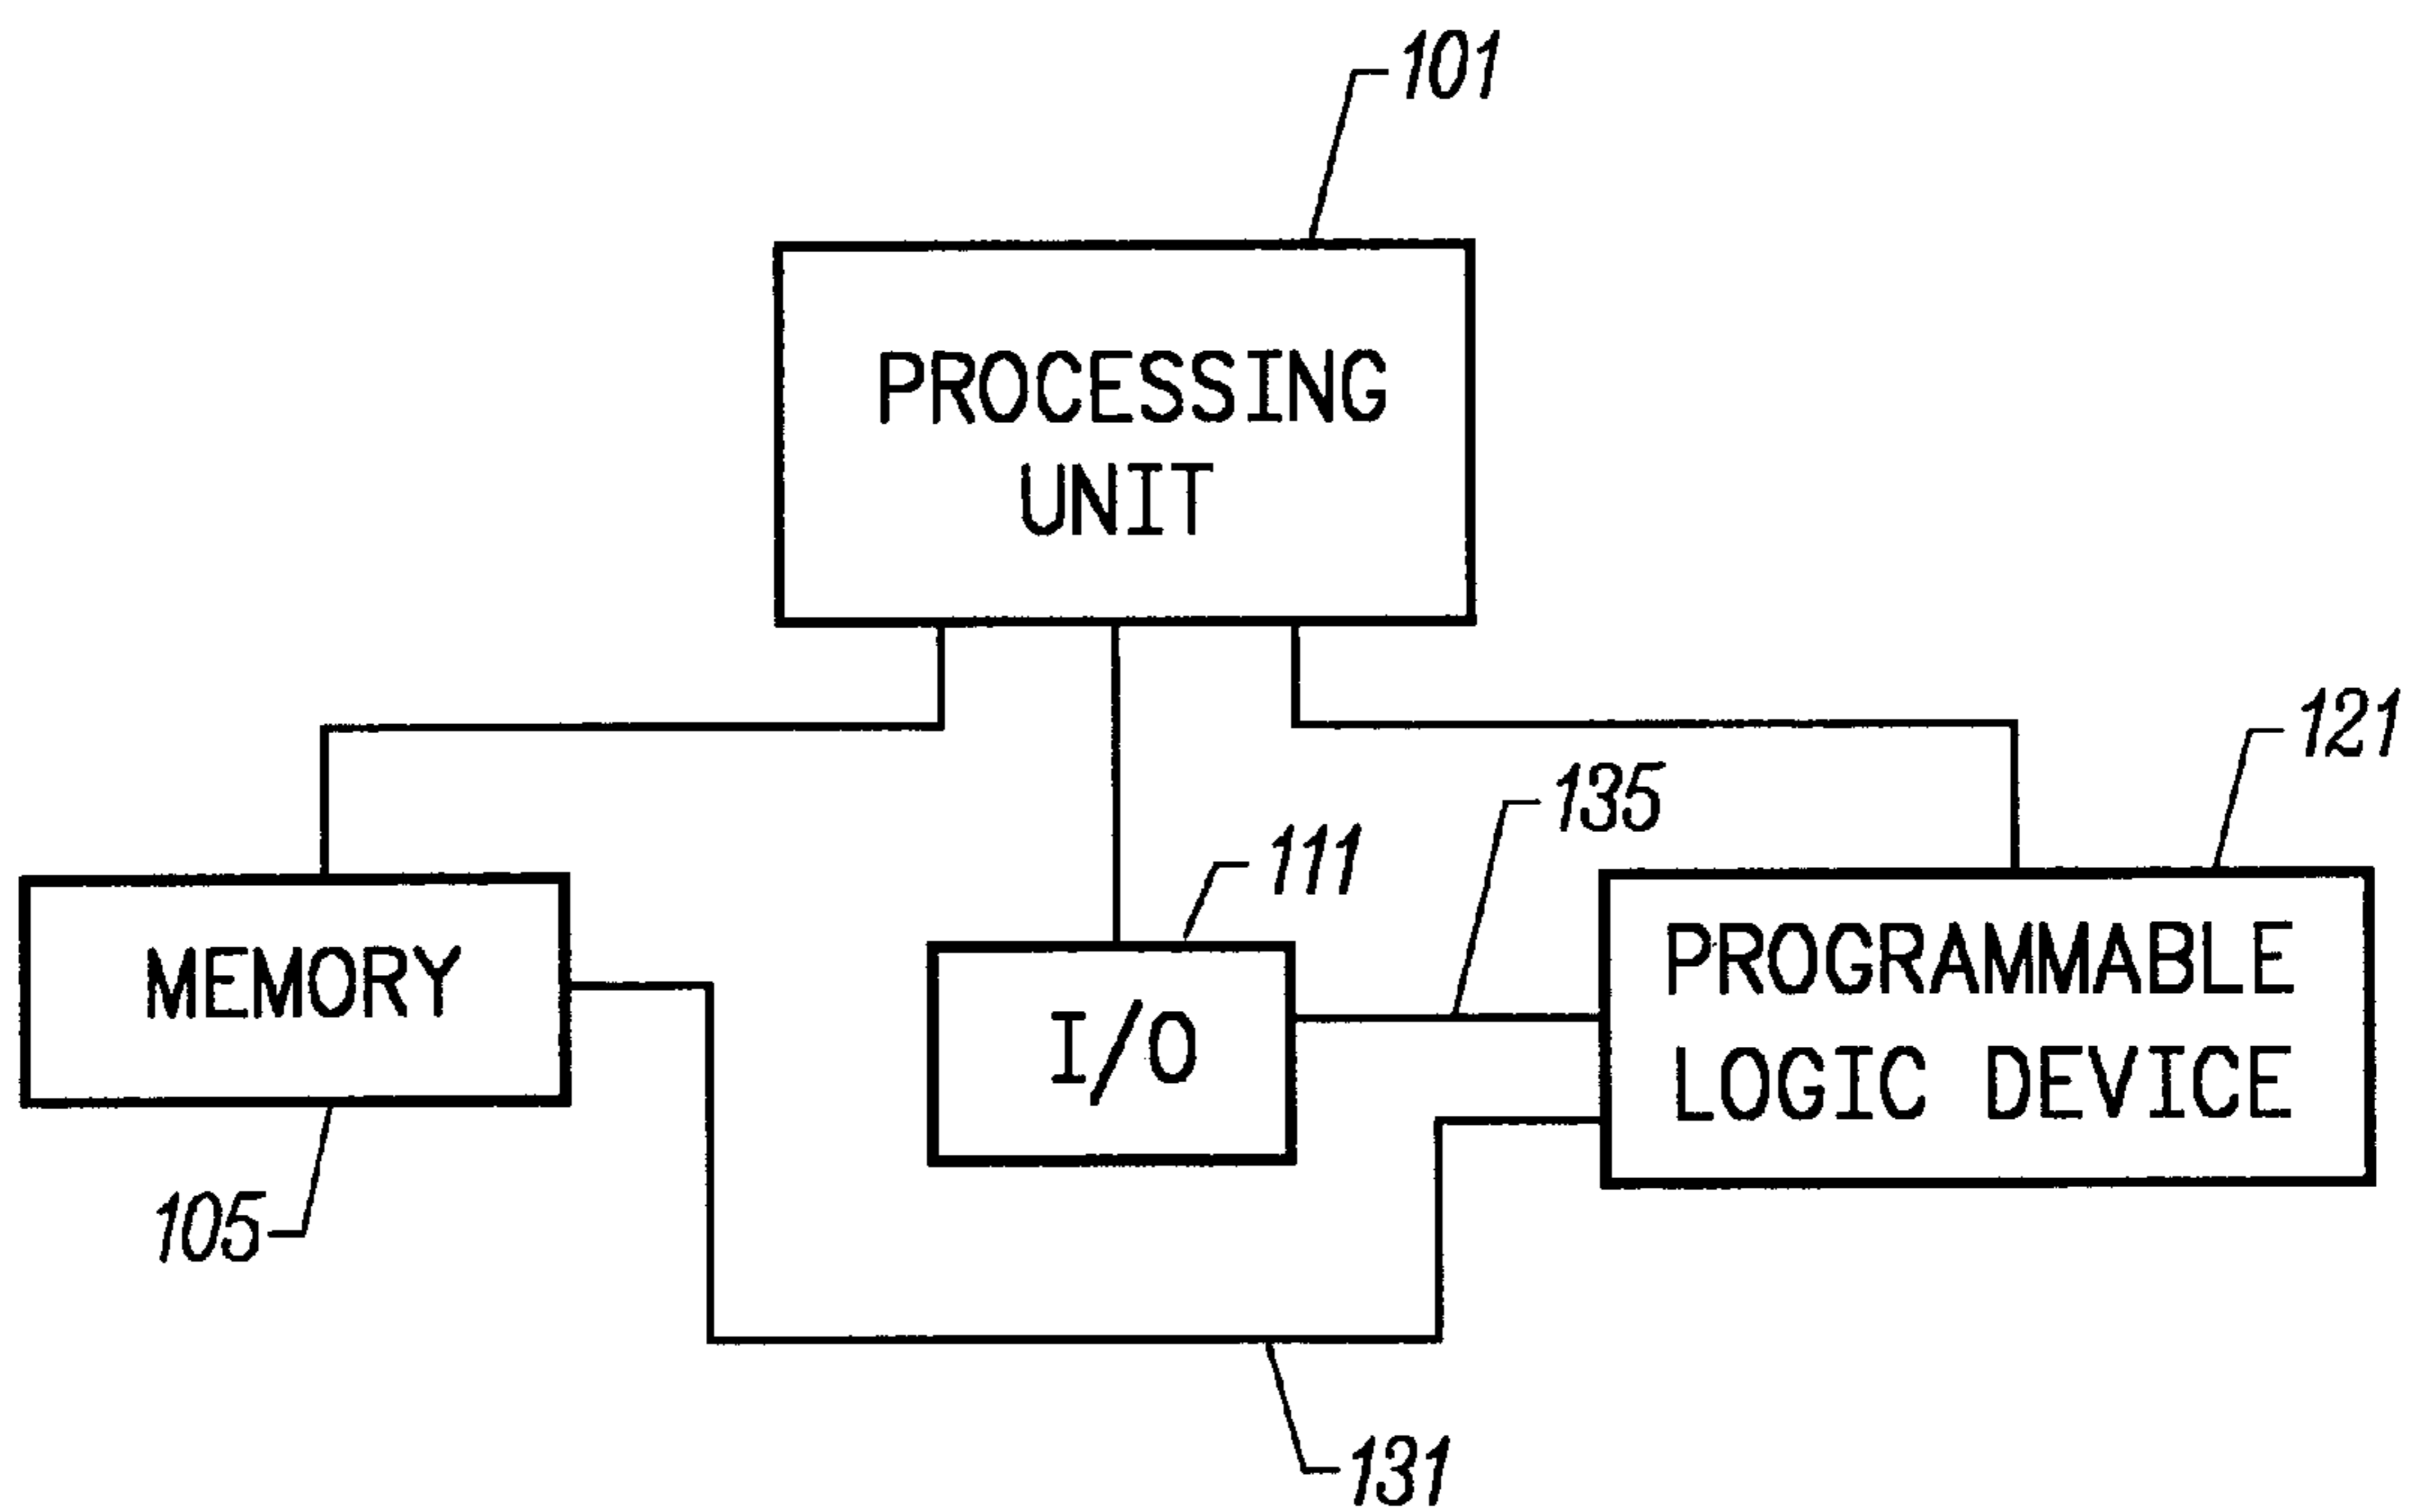 101
PROCESSING
UNIT
121
135
111
MEMORY
I/O
PROGRAMMABLE
LOGIC DEVICE
105
131